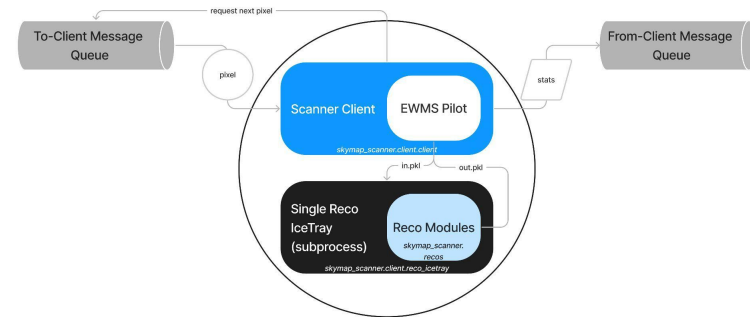 request next pixel
To-Client Message
Queue
From-Client Message
Queue
pixel
stats
Scanner Client
EWMS Pilot
skymap_scanner.client.client
in.pkl
out.pkl
Single Reco
IceTray
(subprocess)
Reco Modules
skymap_scanner.
recos
skymap_scanner.client.reco_icetray